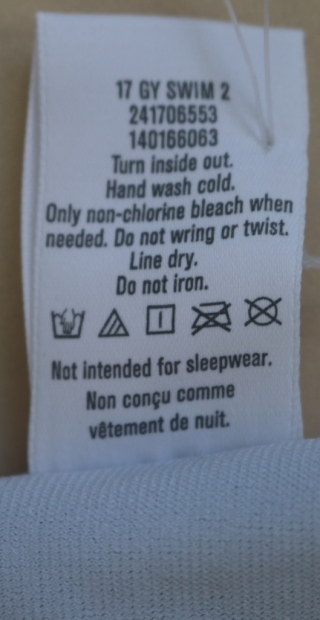 17 GY SWIM 2
241706553
140166063
Turn inside out.
Hand wash cold.
Only non-chlorine bleach when
needed. Do not wring or twist.
Line dry.
Do not iron.
Not intended for sleepwear.
Non conçu comme
vêtement de nuit.